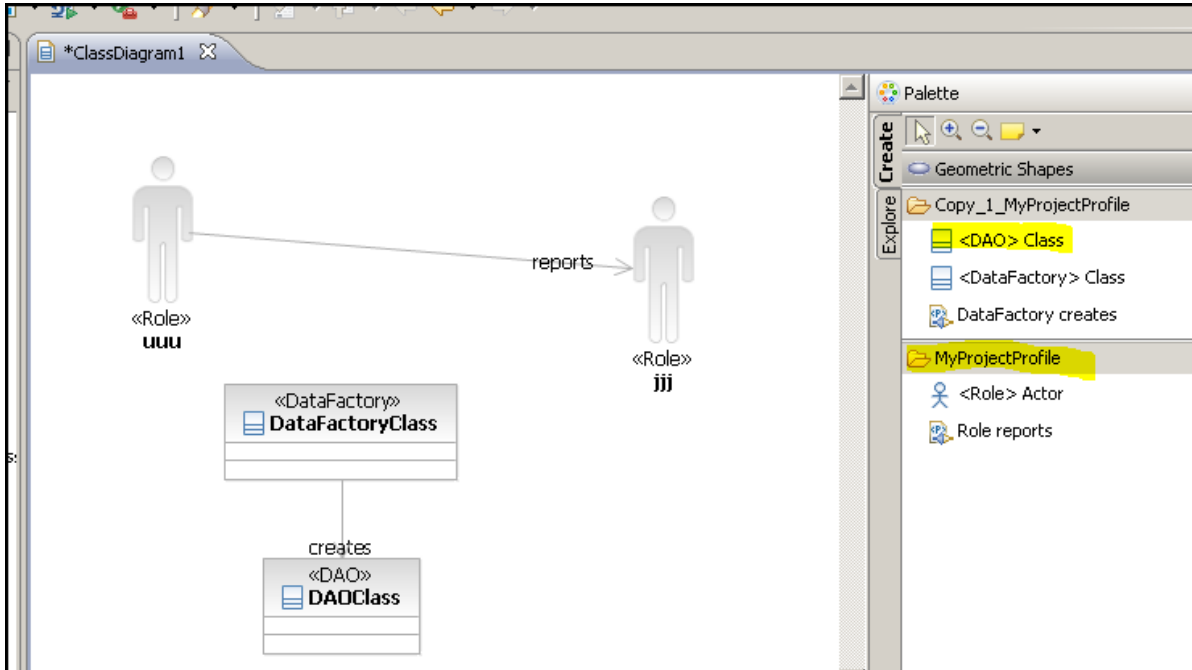 *ClassDiagram1
Palette
Create
Explore
Geometric Shapes
Copy_1_MyProjectProfile
<DAO> Class
<DataFactory> Class
DataFactory creates
MyProjectProfile
<Role> Actor
Role reports
reports
«Role»
uuu
«Role»
jjj
«DataFactory»
DataFactoryClass
creates
«DAO»
DAOClass